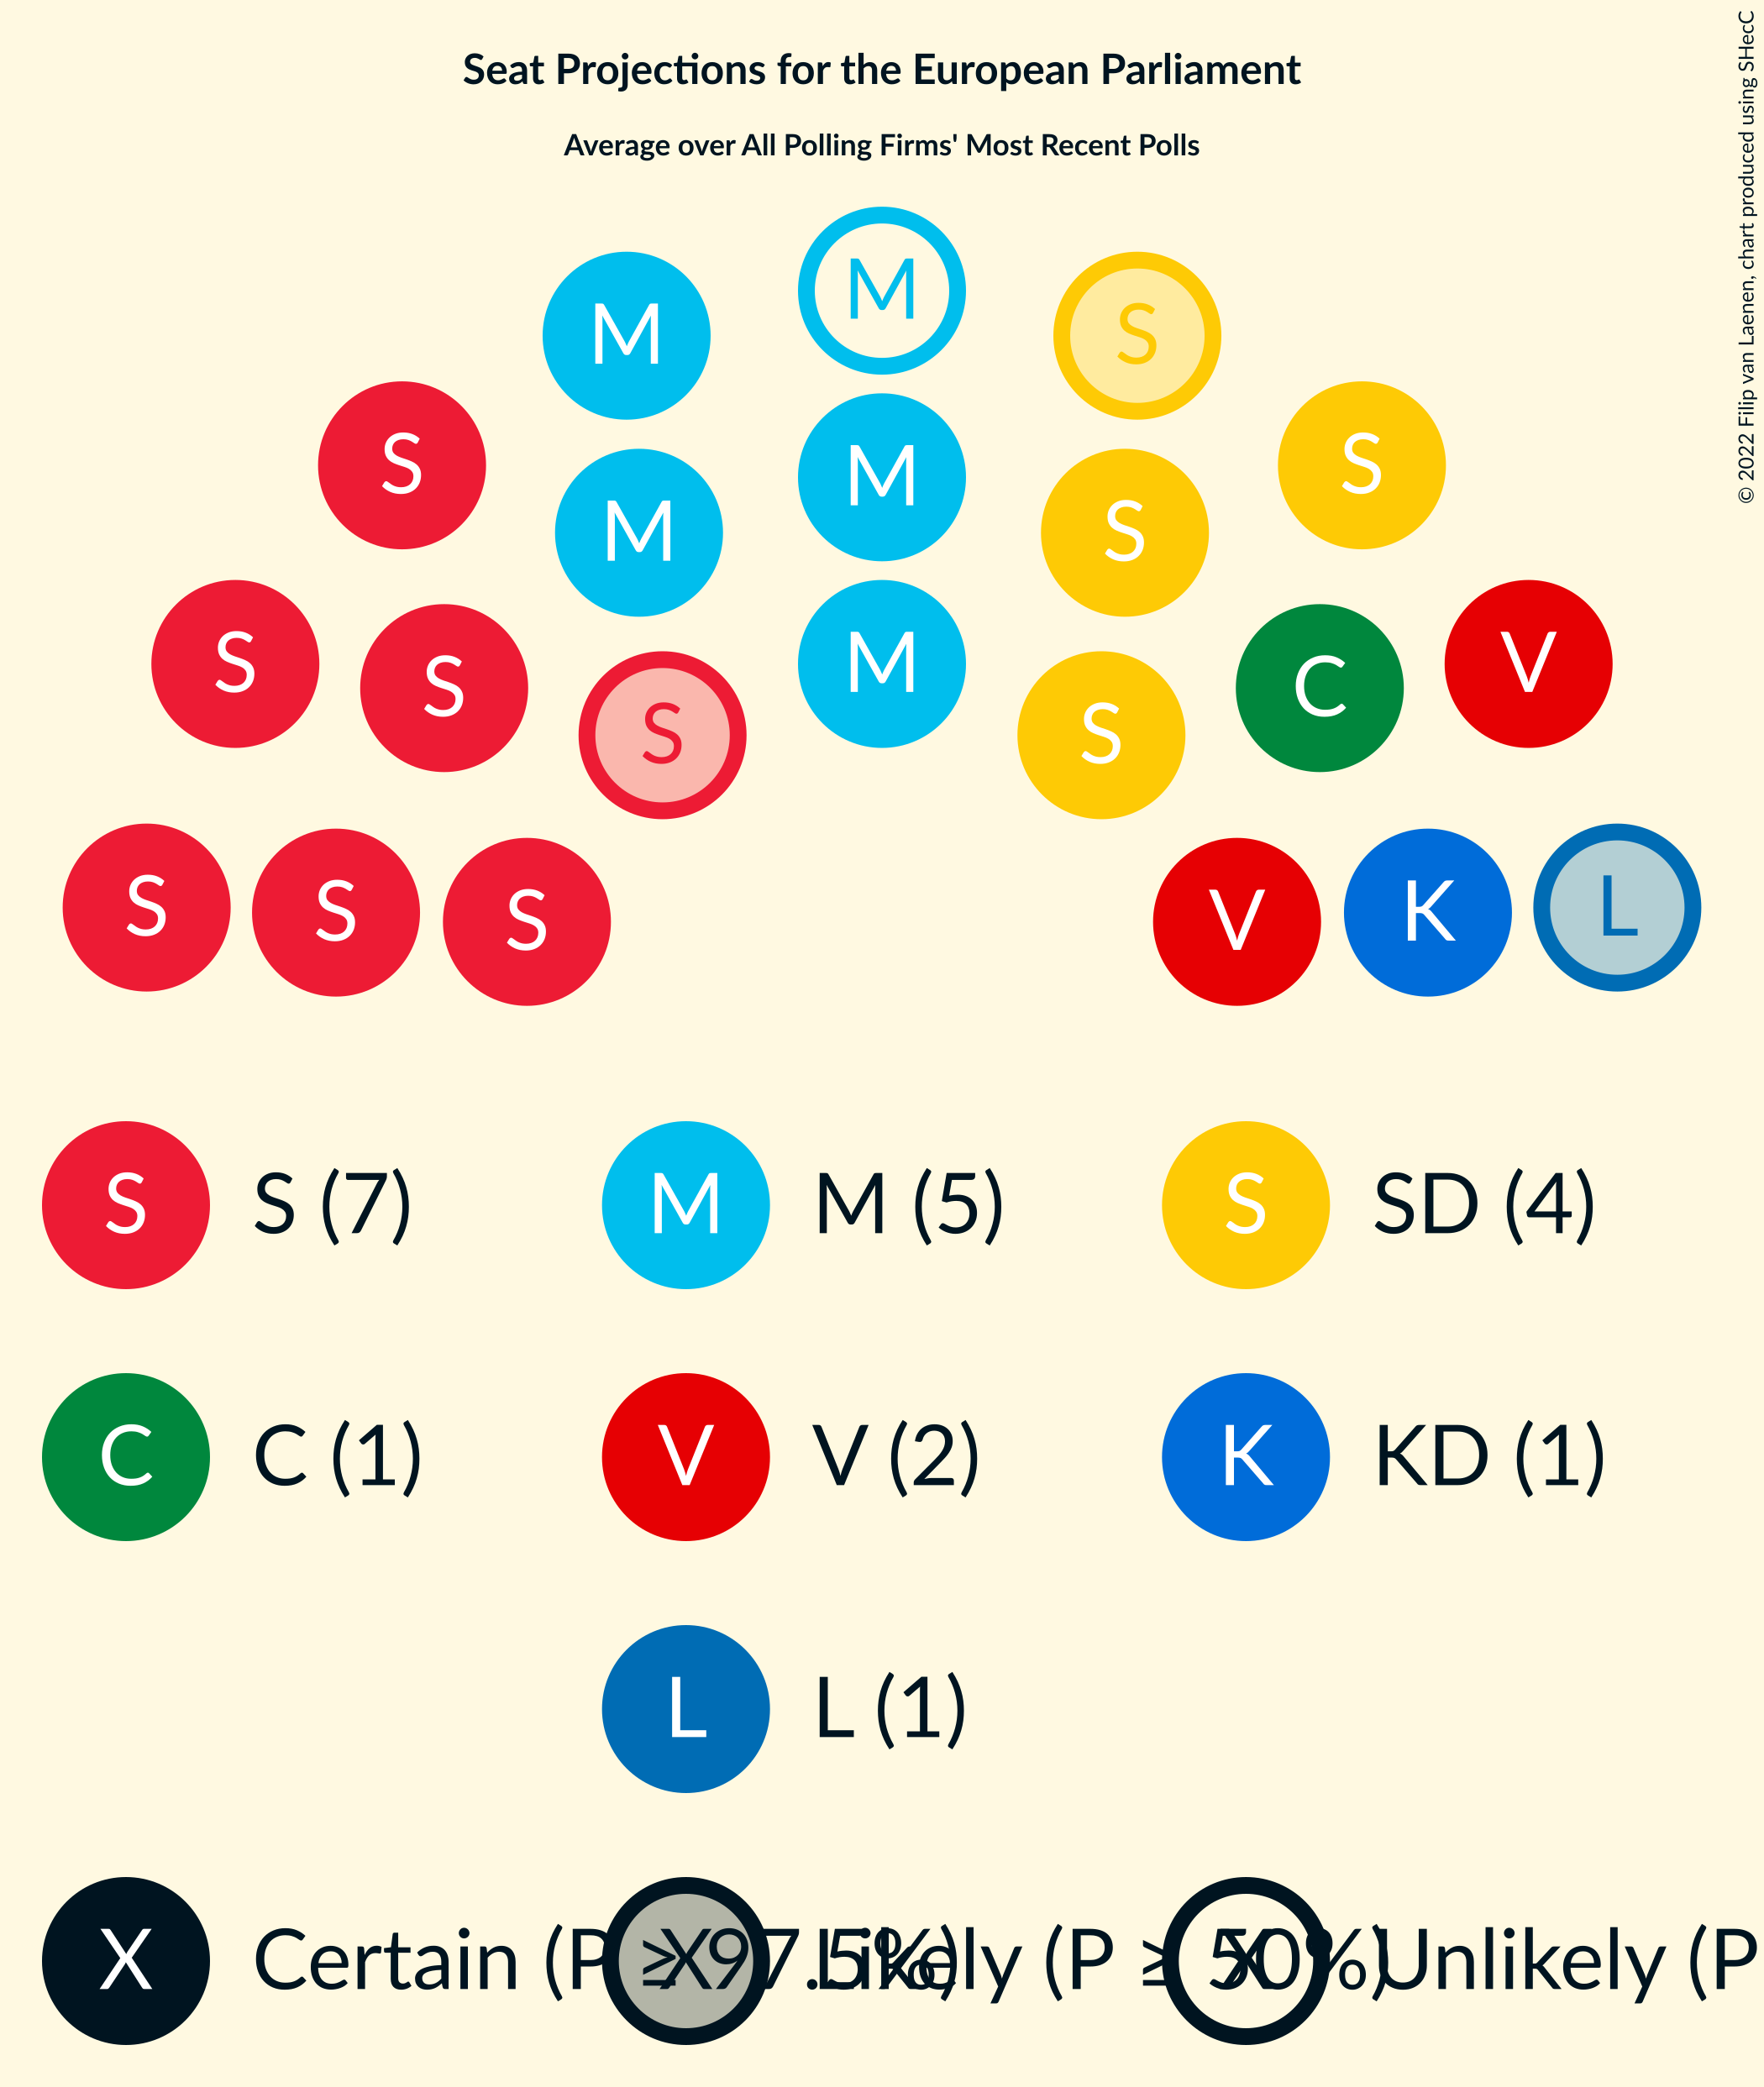 Seat Projections for the European Parliament
Average over All Polling Firms' Most Recent Polls
© 2022 Filip van Laenen, chart produced using SHecC
M
M S
S S
M
M S
S V
S C
M
S S
S S S V K L
S S (7) M M (5) S SD (4)
C C (1) V V (2) K KD (1)
L L (1)
X Certain (P ≥ 97.5%) X Likely (P ≥ 50%) X Unlikely (P